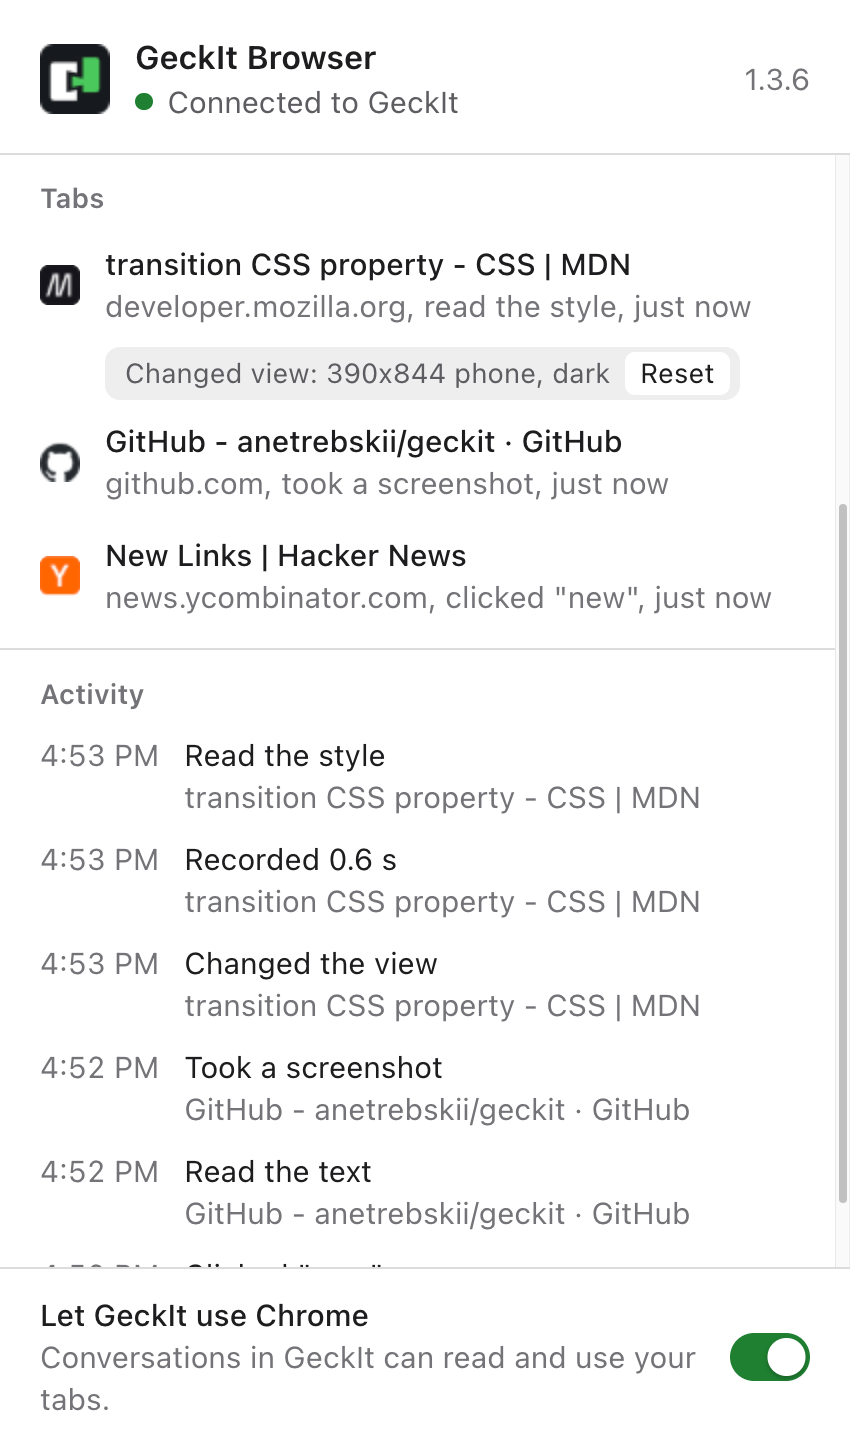 GeckIt Browser
Connected to GeckIt
1.3.6
Tabs
transition CSS property - CSS | MDN
developer.mozilla.org, read the style, just now
Changed view: 390x844 phone, dark Reset
GitHub - anetrebskii/geckit · GitHub
github.com, took a screenshot, just now
New Links | Hacker News
news.ycombinator.com, clicked "new", just now
Activity
4:53 PM Read the style
transition CSS property - CSS | MDN
4:53 PM Recorded 0.6 s
transition CSS property - CSS | MDN
4:53 PM Changed the view
transition CSS property - CSS | MDN
4:52 PM Took a screenshot
GitHub - anetrebskii/geckit · GitHub
4:52 PM Read the text
GitHub - anetrebskii/geckit · GitHub
Let GeckIt use Chrome
Conversations in GeckIt can read and use your
tabs.